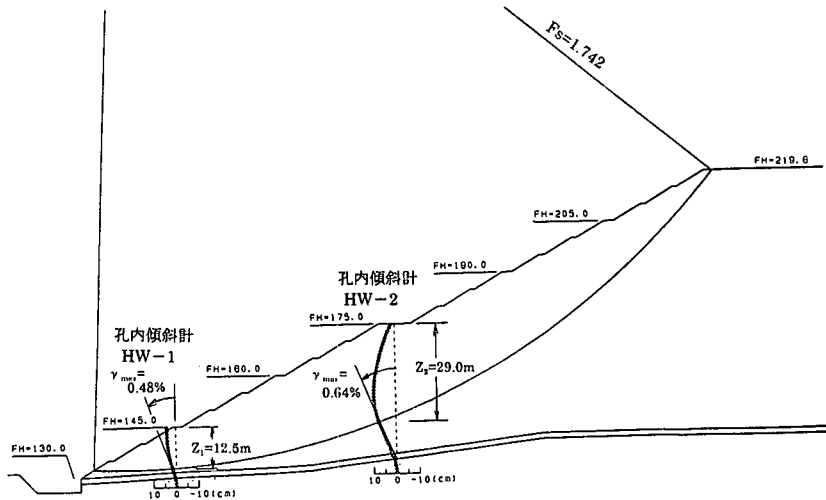 Fs=1.742
FH=219.6
FH=205.0
FH=190.0
孔内傾斜計
HW-2
FH=175.0
孔内傾斜計
HW-1
γmax=
0.48%
FH=160.0
γmax=
0.64%
Z₂=29.0m
FH=145.0
Z₁=12.5m
FH=130.0
10 0 -10(cm)
10 0 -10(cm)